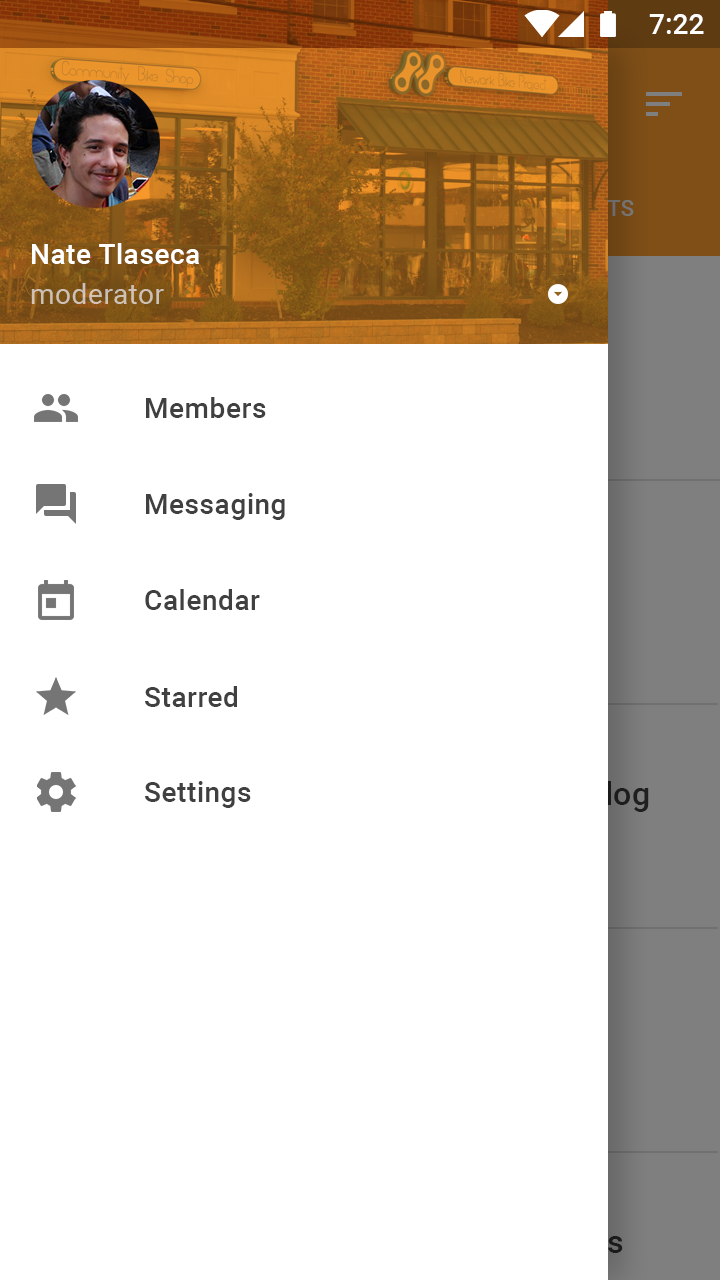 7:22
Community Bike Shop
Newark Bike Project
TS
Nate Tlaseca
moderator
Members
Messaging
Calendar
Starred
Settings
log
s